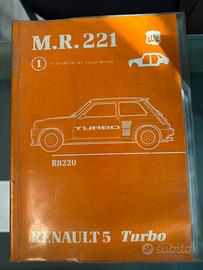 M.R. 221
1
TURBO
R8220
RENAULT 5 Turbo
subito